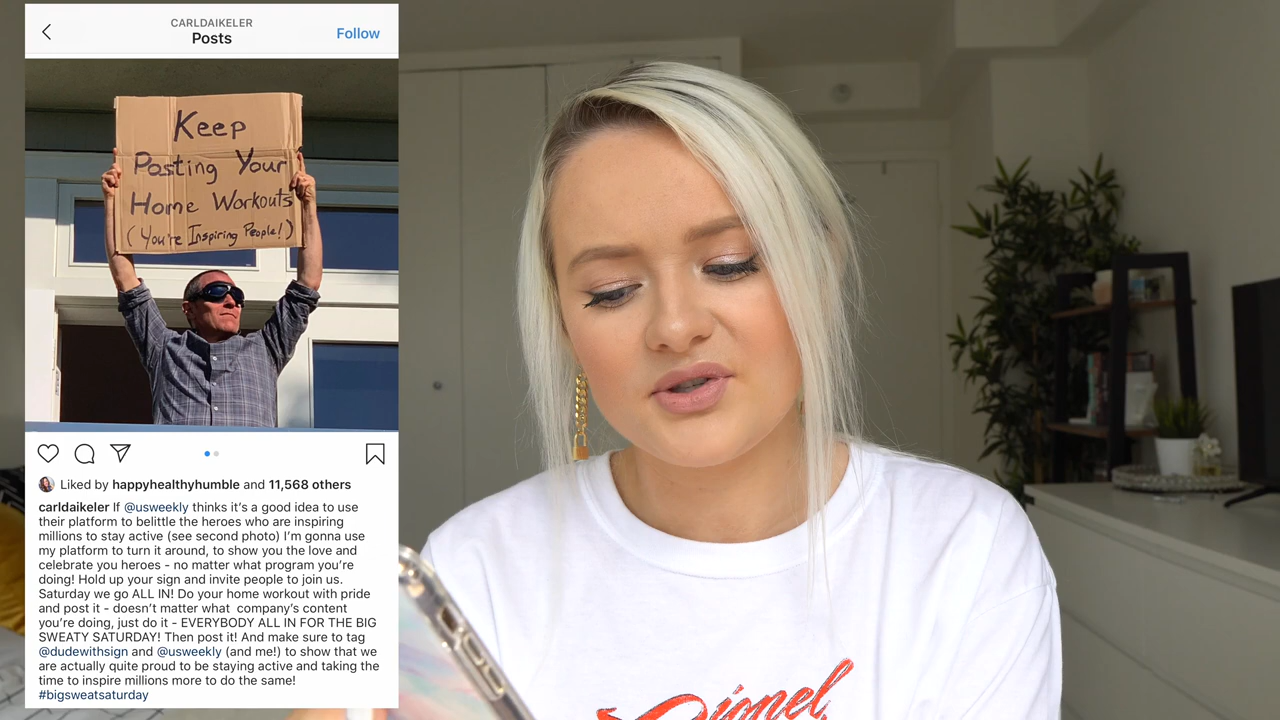 CARLDAIKELER
Posts
Follow
Keep
Posting Your
Home Workouts
(You're Inspiring People!)
Liked by happyhealthyhumble and 11,568 others
carldaikeler If @usweekly thinks it's a good idea to use
their platform to belittle the heroes who are inspiring
millions to stay active (see second photo) I'm gonna use
my platform to turn it around, to show you the love and
celebrate you heroes - no matter what program you're
doing! Hold up your sign and invite people to join us.
Saturday we go ALL IN! Do your home workout with pride
and post it - doesn't matter what company's content
you're doing, just do it - EVERYBODY ALL IN FOR THE BIG
SWEATY SATURDAY! Then post it! And make sure to tag
@dudewithsign and @usweekly (and me!) to show that we
are actually quite proud to be staying active and taking the
time to inspire millions more to do the same!
#bigsweatsaturday
Lionel